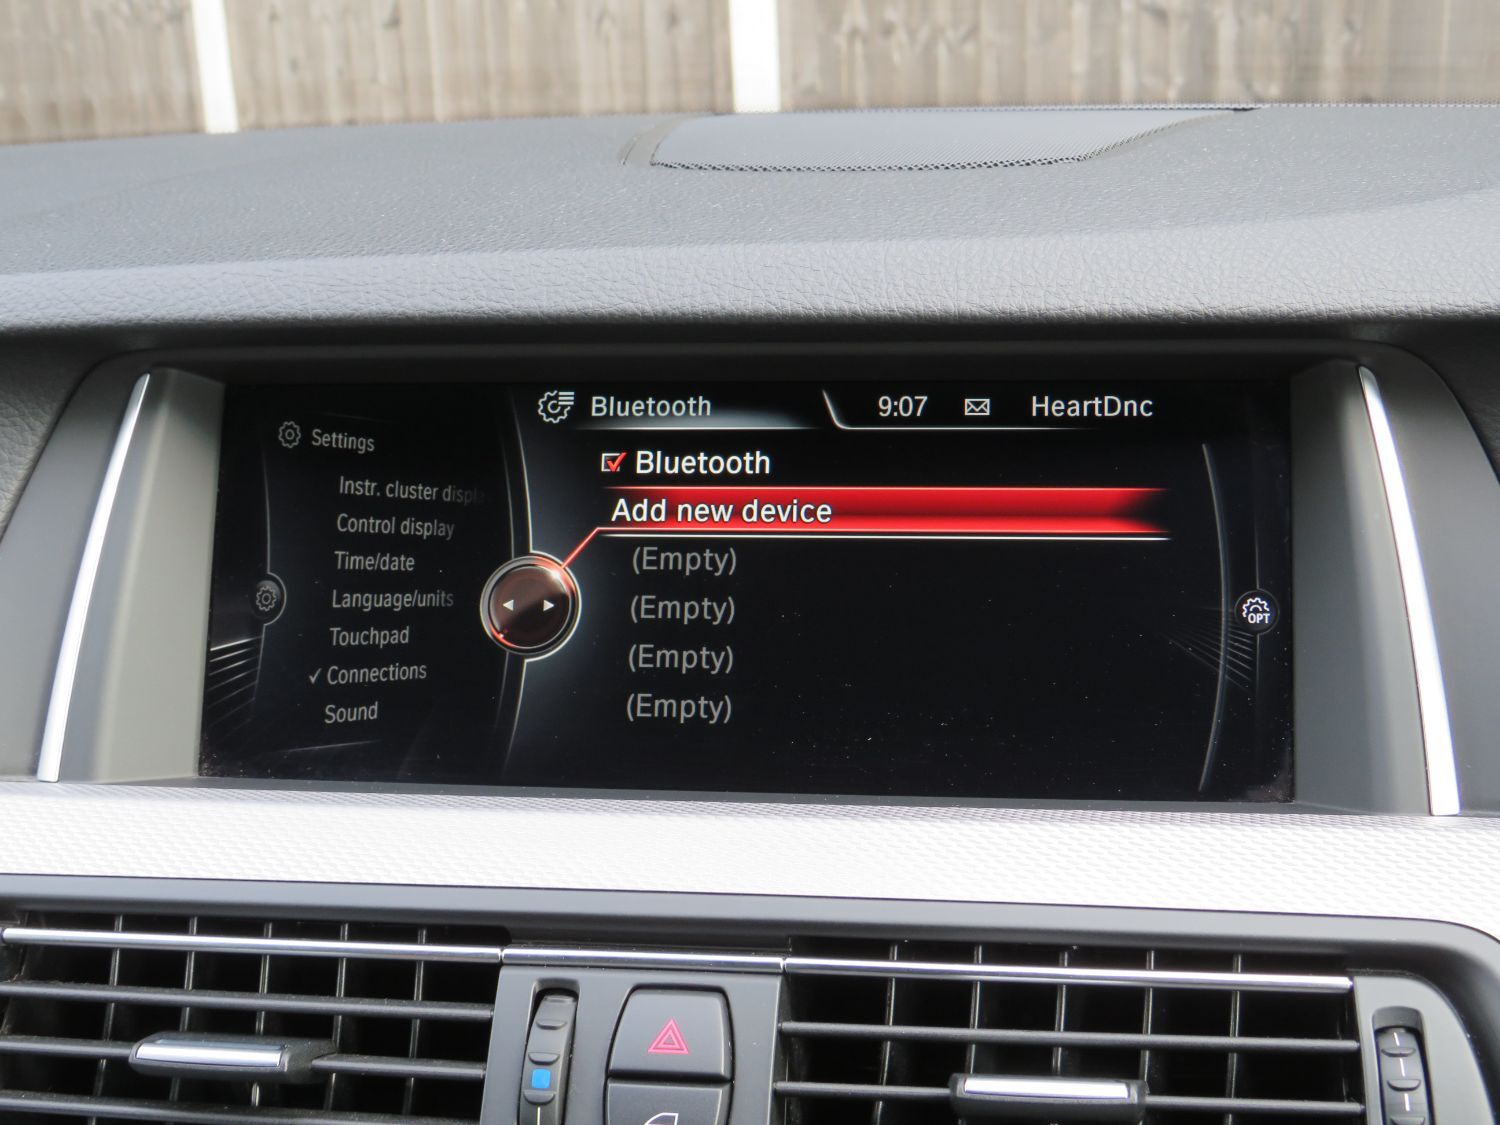 Bluetooth 9:07 HeartDnc
Settings
Instr. cluster displa
Control display
Time/date
Language/units
Touchpad
Connections
Sound
Bluetooth
Add new device
(Empty)
(Empty)
(Empty)
(Empty)
OPT